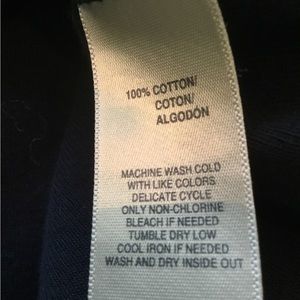 100% COTTON/
COTON/
ALGODÓN
MACHINE WASH COLD
WITH LIKE COLORS
DELICATE CYCLE
ONLY NON-CHLORINE
BLEACH IF NEEDED
TUMBLE DRY LOW
COOL IRON IF NEEDED
WASH AND DRY INSIDE OUT